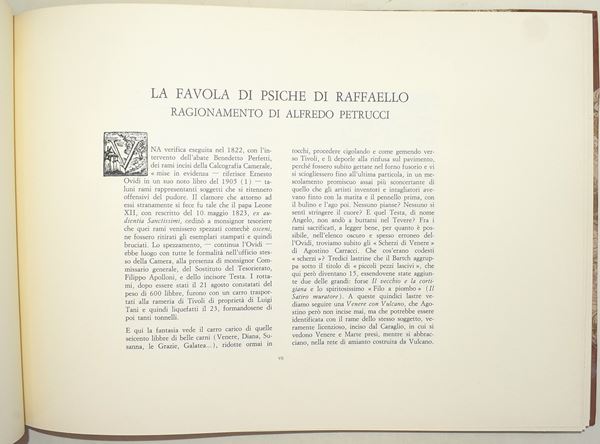 LA FAVOLA DI PSICHE DI RAFFAELLO
RAGIONAMENTO DI ALFREDO PETRUCCI
VNA verifica eseguita nel 1822, con l'in-
tervento dell'abate Benedetto Perfetti,
dei rami incisi della Calcografia Camerale,
« mise in evidenza — riferisce Ernesto
Ovidi in un suo noto libro del 1905 (1) — ta-
luni rami rappresentanti soggetti che si ritennero
offensivi del pudore. Il clamore che attorno ad
essi stranamente si fece fu tale che il papa Leone
XII, con rescritto del 10 maggio 1823, ex au-
dientia Sanctissimi, ordinò a monsignor tesoriere
che quei rami venissero spezzati comechè osceni,
ne fossero ritirati gli esemplari stampati e quindi
bruciati. Lo spezzamento, — continua l'Ovidi —
ebbe luogo con tutte le formalità nell'ufficio stes-
so della Camera, alla presenza di monsignor Com-
missario generale, del Sostituto del Tesorierato,
Filippo Apolloni, e dello incisore Testa. I rotta-
mi, dopo essere stati il 21 agosto constatati del
peso di 600 libbre, furono con un carro traspor-
tati alla rameria di Tivoli di proprietà di Luigi
Tani e quindi liquefatti il 23, formandosene di
poi tanti tonnelli.
E qui la fantasia vede il carro carico di quelle
seicento libbre di belle carni (Venere, Diana, Su-
sanna, le Grazie, Galatea...), ridotte ormai in
tocchi, procedere cigolando e come gemendo ver-
so Tivoli, e lì deporle alla rinfusa sul pavimento,
perché fossero subito gettate nel forno fusorio e vi
si sciogliessero fino all'ultima particola, in un me-
scolamento promiscuo assai più sconcertante di
quello che gli artisti inventori e intagliatori ave-
vano finto con la matita e il pennello prima, con
il bulino e l'ago poi. Nessuno pianse? Nessuno si
sentì stringere il cuore? E quel Testa, di nome
Angelo, non andò a buttarsi nel Tevere? Fra i
rami sacrificati, a legger bene, per quanto è pos-
sibile, nell'elenco oscuro e spesso erroneo del-
l'Ovidi, troviamo subito gli « Scherzi di Venere »
di Agostino Carracci. Che cos'erano codesti
« scherzi »? Tredici lastrine che il Bartsch aggrup-
pa sotto il titolo di « piccoli pezzi lascivi », che
qui però diventano 15, essendovene state aggiun-
te due delle grandi: forse Il vecchio e la corti-
giana e lo spiritosissimo « Filo a piombo » (Il
Satiro muratore). A queste quindici lastre ve-
diamo seguire una Venere con Vulcano, che Ago-
stino però non incise mai, ma che potrebbe essere
identificata con il rame dello stesso soggetto, ve-
ramente licenzioso, inciso dal Caraglio, in cui si
vedono Venere e Marte presi, mentre si abbrac-
ciano, nella rete di amianto costruita da Vulcano.